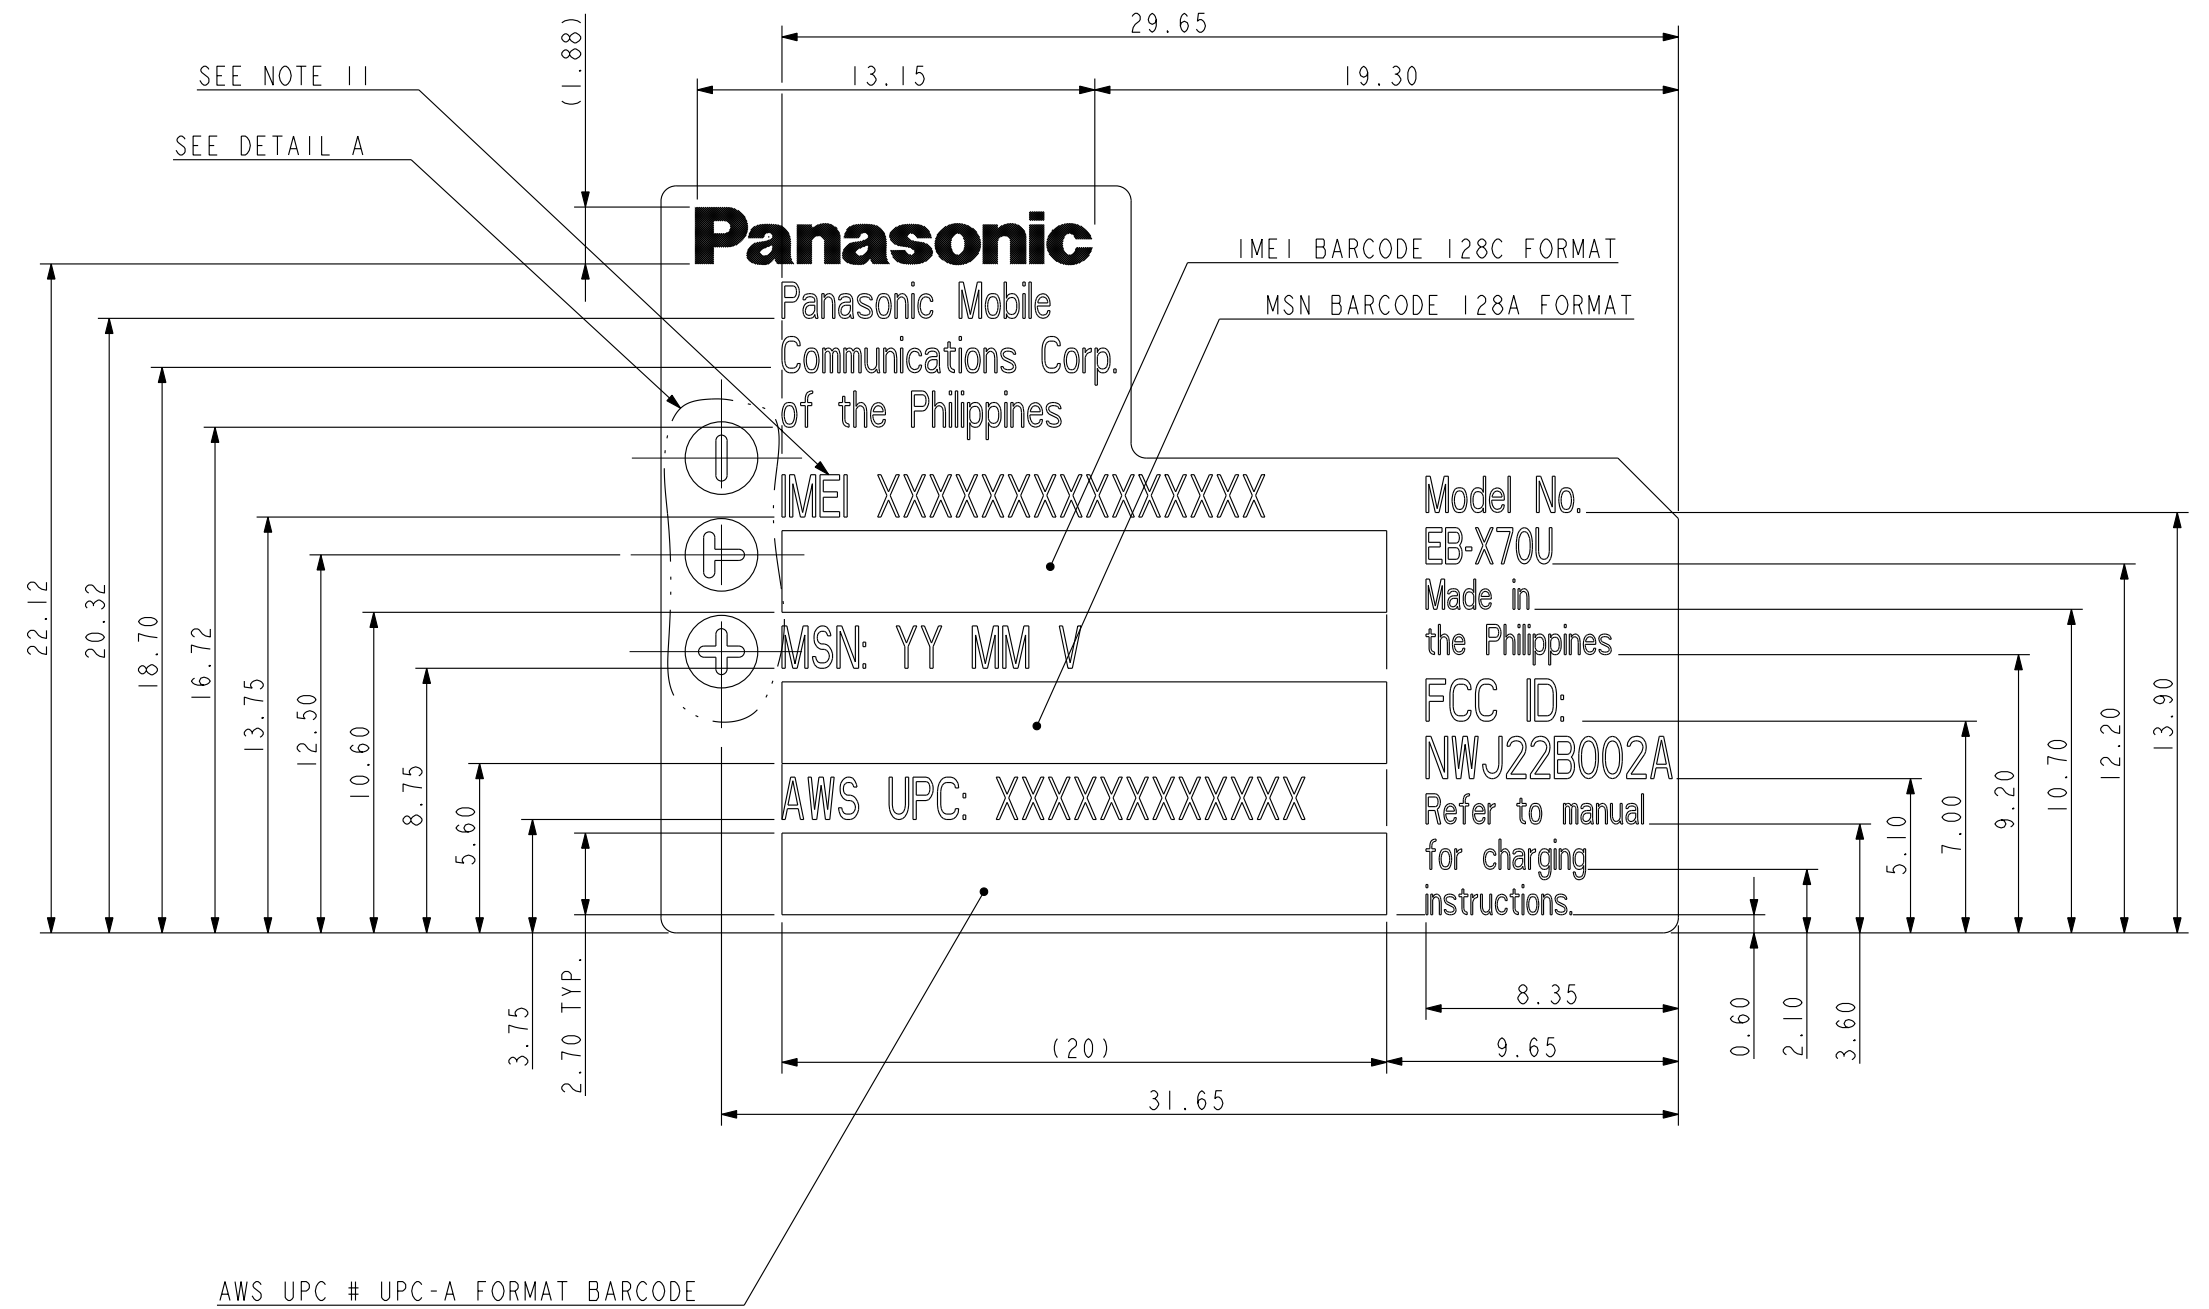 29.65
(1.88)
13.15
19.30
SEE NOTE 11
SEE DETAIL A
Panasonic
IMEI BARCODE 128C FORMAT
Panasonic Mobile
MSN BARCODE 128A FORMAT
Communications Corp.
of the Philippines
IMEI XXXXXXXXXXXXXXX
Model No.
EB-X70U
Made in
the Philippines
MSN: YY MM V
FCC ID:
NWJ22B002A
AWS UPC: XXXXXXXXXXXX
Refer to manual
for charging
instructions.
22.12
20.32
18.70
16.72
13.75
12.50
10.60
8.75
5.60
3.75
2.70 TYP.
0.60
2.10
3.60
5.10
7.00
9.20
10.70
12.20
13.90
8.35
(20)
9.65
31.65
AWS UPC # UPC-A FORMAT BARCODE